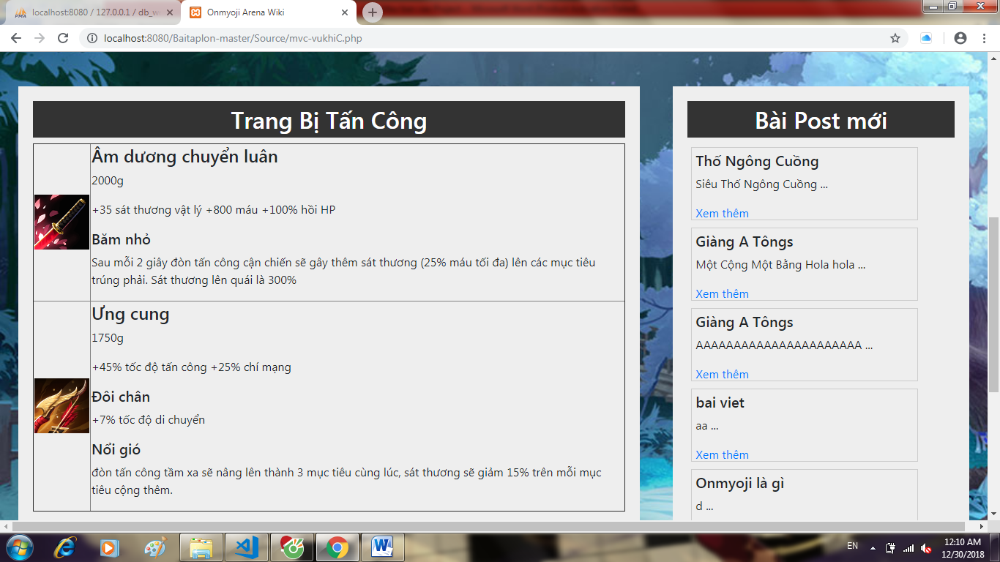 localhost:8080 / 127.0.0.1 / db_w
Onmyoji Arena Wiki
localhost:8080/Baitaplon-master/Source/mvc-vukhiC.php
Trang Bị Tấn Công
Âm dương chuyển luân
2000g
+35 sát thương vật lý +800 máu +100% hồi HP
Băm nhỏ
Sau mỗi 2 giây đòn tấn công cận chiến sẽ gây thêm sát thương (25% máu tối đa) lên các mục tiêu
trúng phải. Sát thương lên quái là 300%
Ưng cung
1750g
+45% tốc độ tấn công +25% chí mạng
Đôi chân
+7% tốc độ di chuyển
Nổi gió
đòn tấn công tầm xa sẽ nâng lên thành 3 mục tiêu cùng lúc, sát thương sẽ giảm 15% trên mỗi mục
tiêu cộng thêm.
Bài Post mới
Thố Ngông Cuồng
Siêu Thố Ngông Cuồng ...
Xem thêm
Giàng A Tôngs
Một Cộng Một Bằng Hola hola ...
Xem thêm
Giàng A Tôngs
AAAAAAAAAAAAAAAAAAAAAA ...
Xem thêm
bai viet
aa ...
Xem thêm
Onmyoji là gì
d ...
EN
12:10 AM
12/30/2018